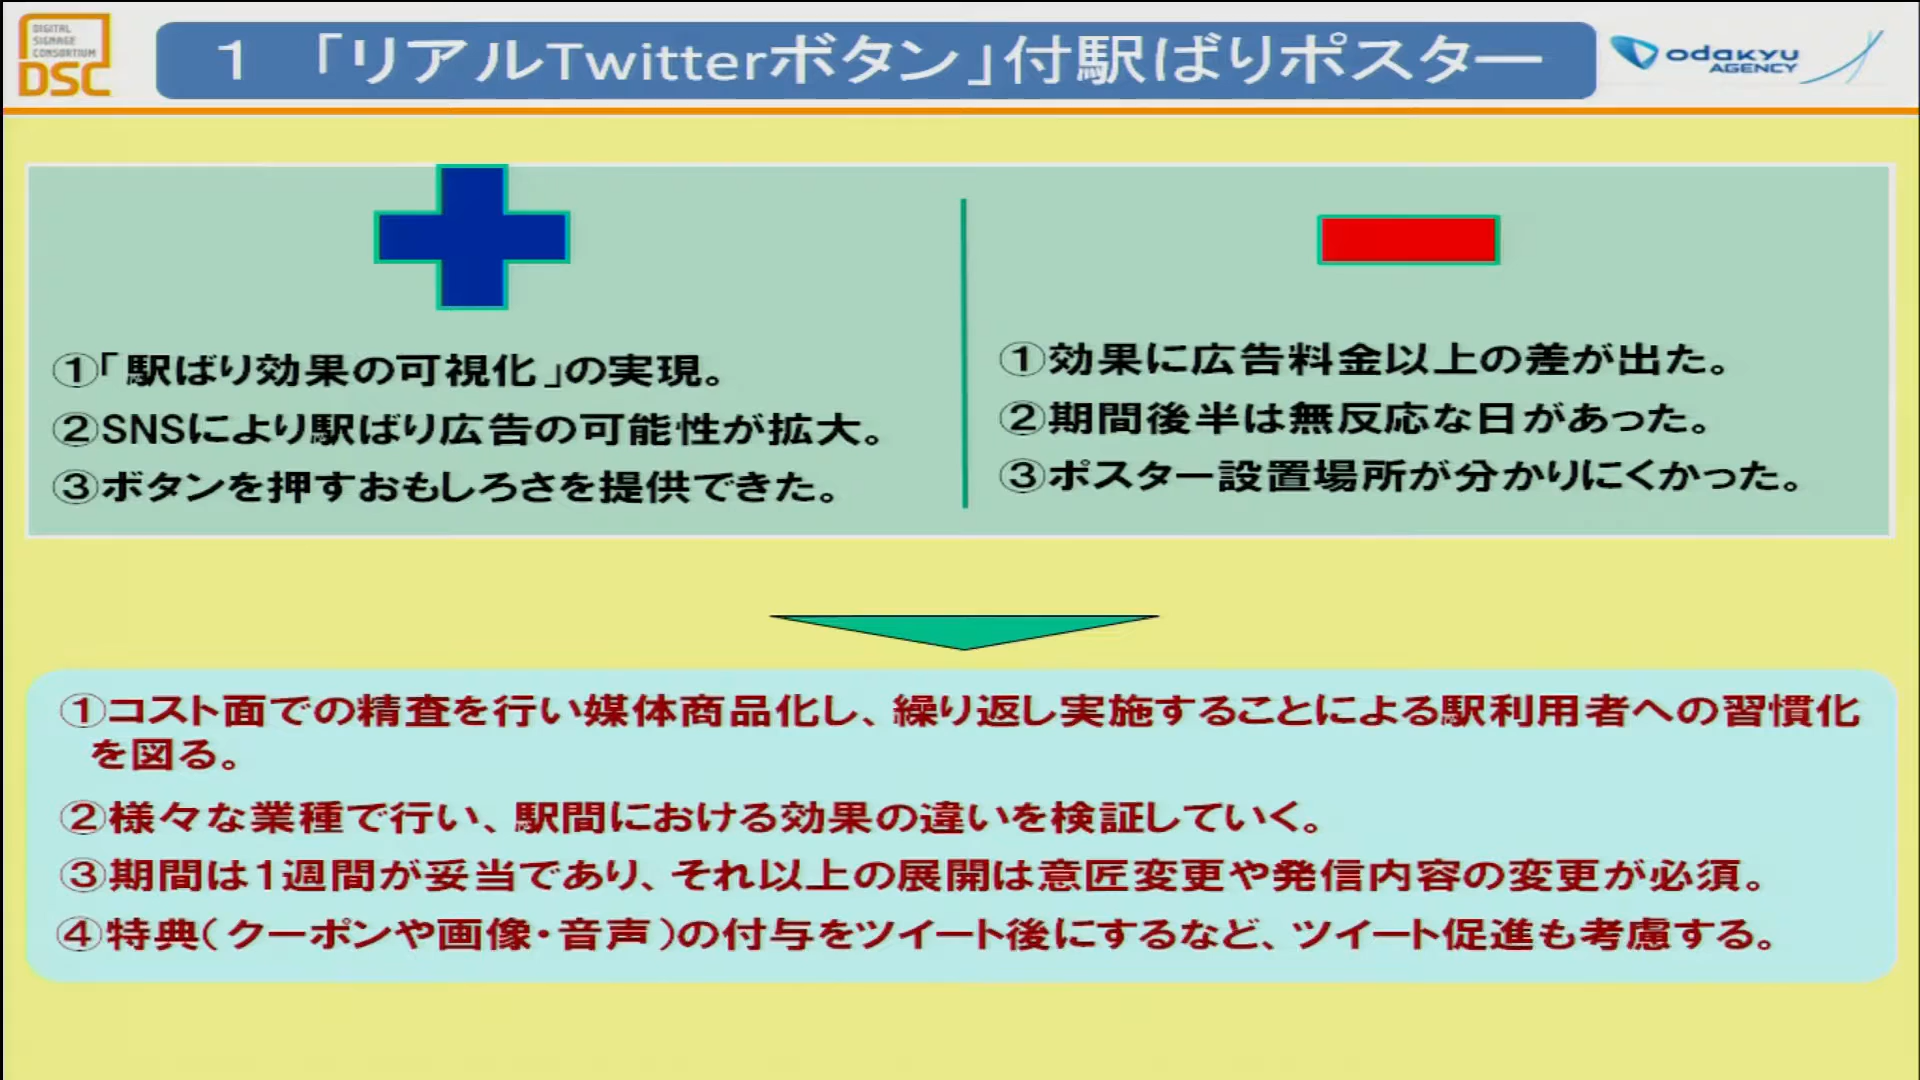 DIGITAL
SIGNAGE
CONSORTIUM
DSC
1 「リアルTwitterボタン」付駅ばりポスター
odakyu
AGENCY
①「駅ばり効果の可視化」の実現。
②SNSにより駅ばり広告の可能性が拡大。
③ボタンを押すおもしろさを提供できた。
①効果に広告料金以上の差が出た。
②期間後半は無反応な日があった。
③ポスター設置場所が分かりにくかった。
①コスト面での精査を行い媒体商品化し、繰り返し実施することによる駅利用者への習慣化
を図る。
②様々な業種で行い、駅間における効果の違いを検証していく。
③期間は1週間が妥当であり、それ以上の展開は意匠変更や発信内容の変更が必須。
④特典(クーポンや画像・音声)の付与をツイート後にするなど、ツイート促進も考慮する。